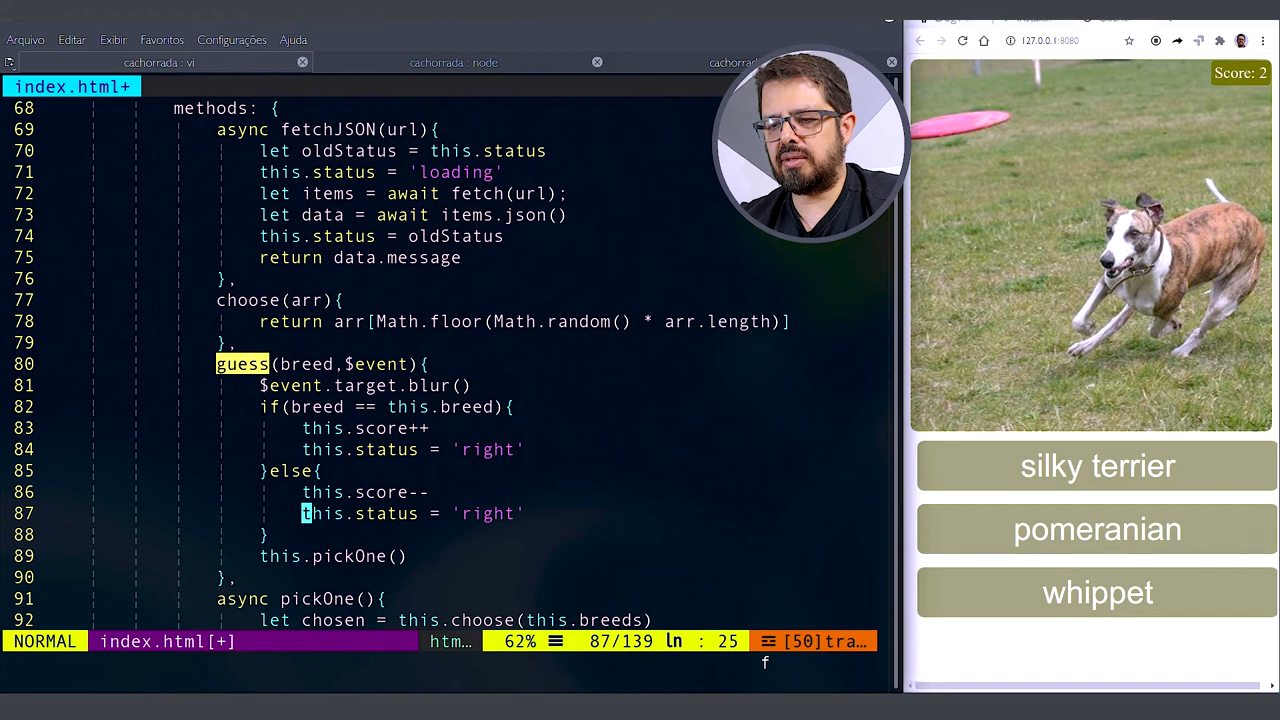 Arquivo Editar Exibir Favoritos Configurações Ajuda
cachorrada : vi
cachorrada : node
127.0.0.1:8080
index.html+
68 methods: {
69 async fetchJSON(url){
70 let oldStatus = this.status
71 this.status = 'loading'
72 let items = await fetch(url);
73 let data = await items.json()
74 this.status = oldStatus
75 return data.message
76 },
77 choose(arr){
78 return arr[Math.floor(Math.random() * arr.length)]
79 },
80 guess(breed,$event){
81 $event.target.blur()
82 if(breed == this.breed){
83 this.score++
84 this.status = 'right'
85 }else{
86 this.score--
87 this.status = 'right'
88 }
89 this.pickOne()
90 },
91 async pickOne(){
92 let chosen = this.choose(this.breeds)
NORMAL index.html[+] htm… 62% 87/139 ln : 25 [50]tra…
f
Score: 2
silky terrier
pomeranian
whippet